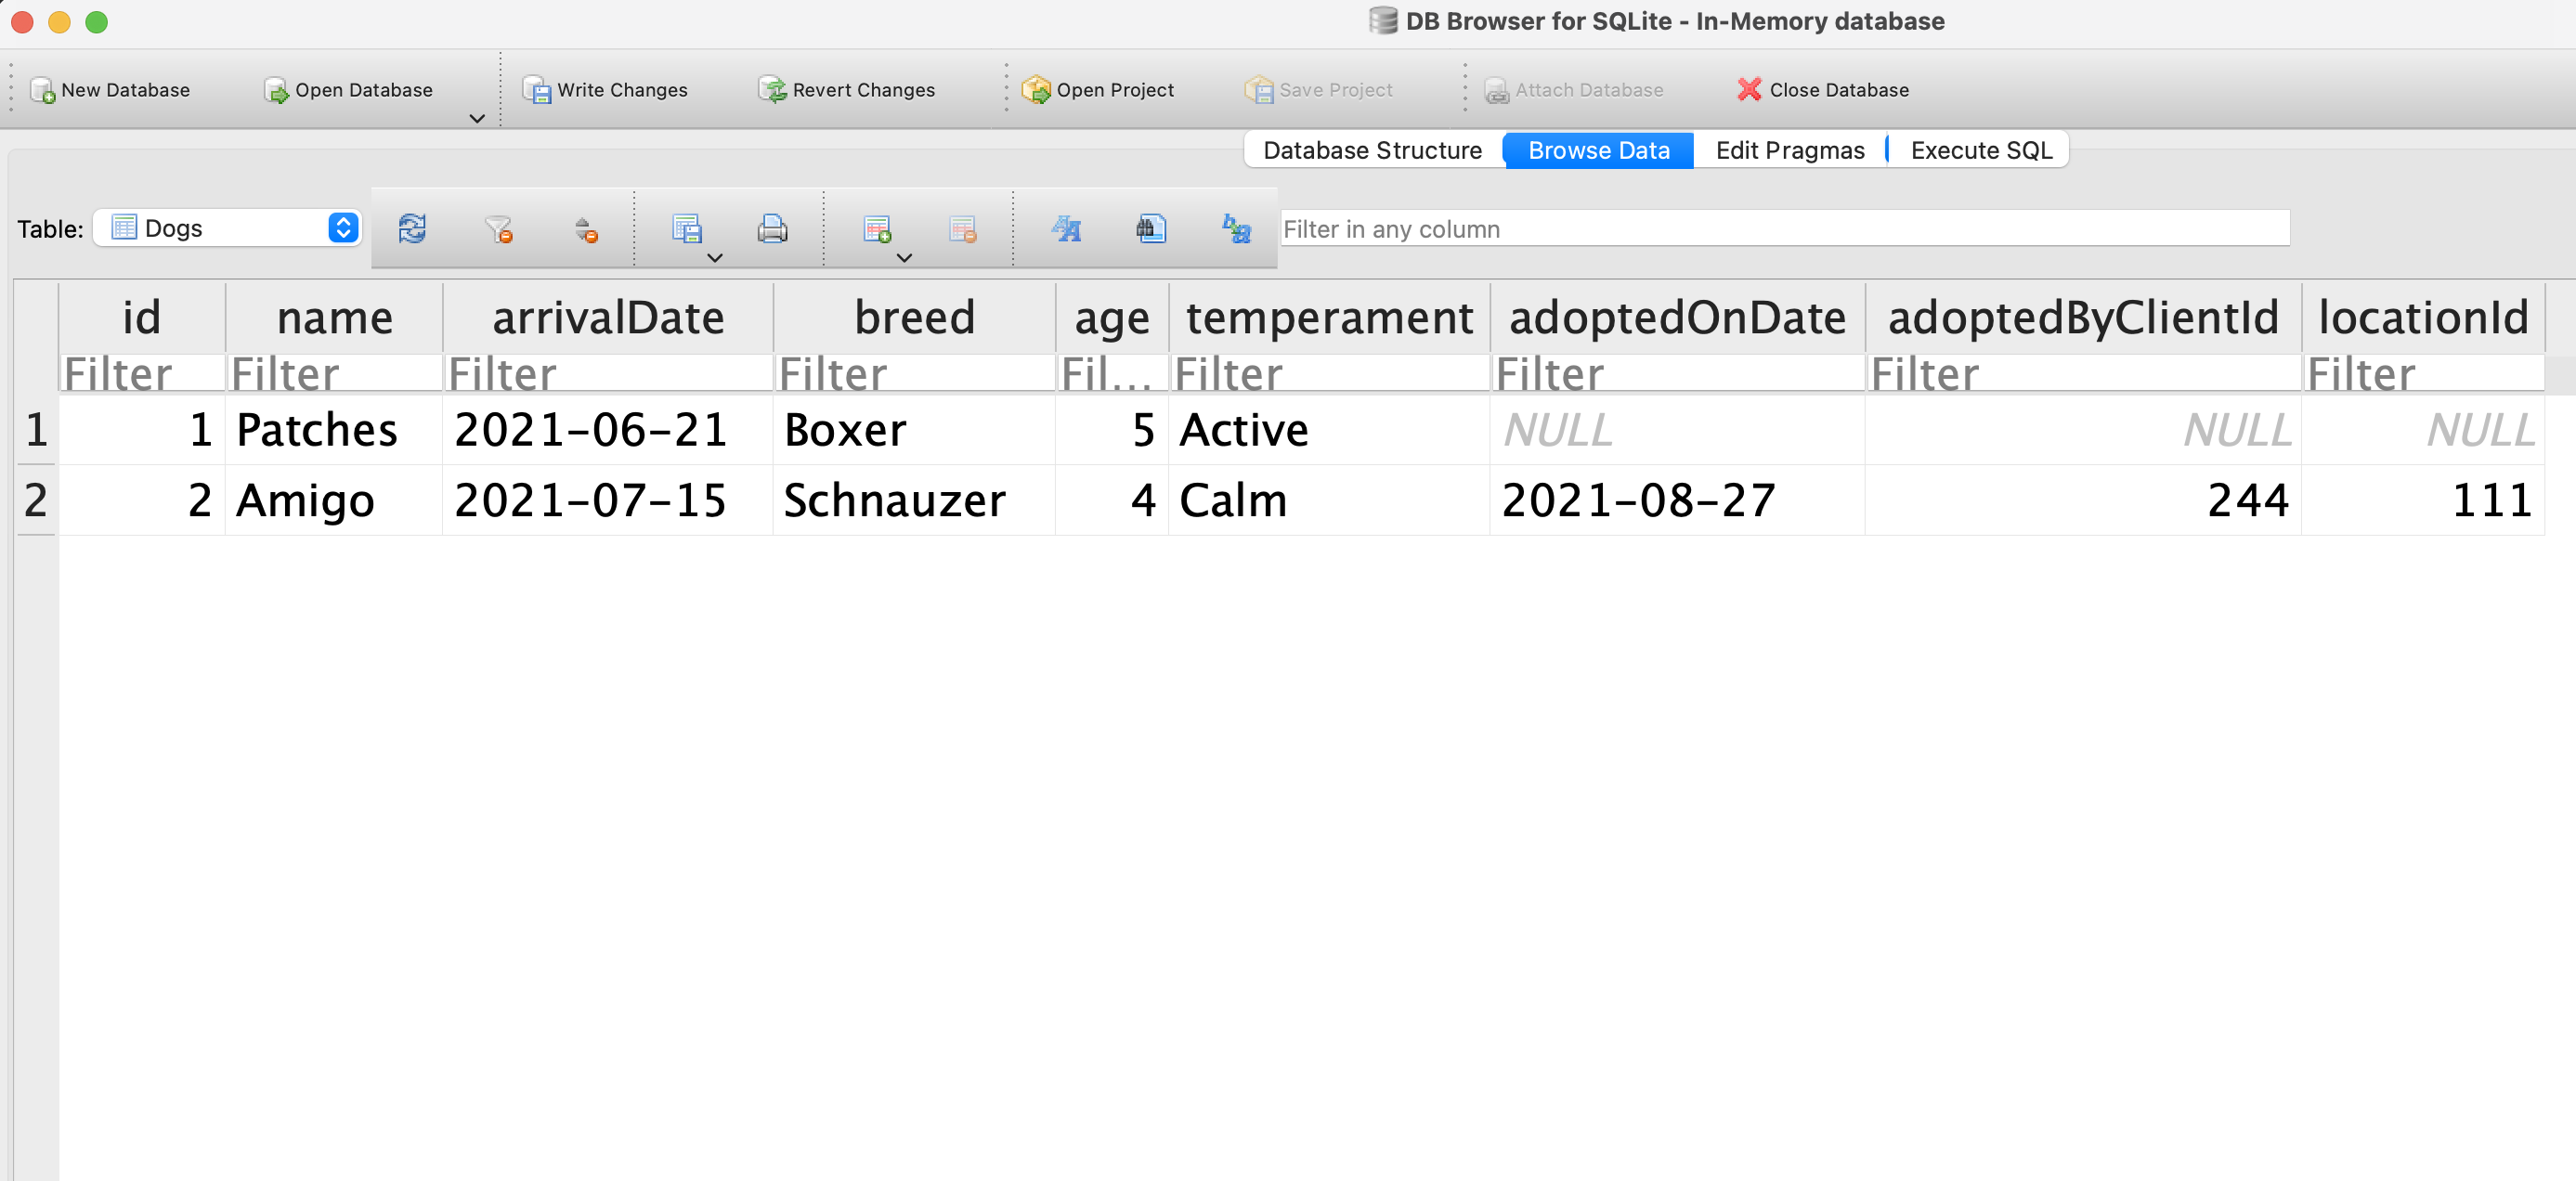 DB Browser for SQLite - In-Memory database
New Database Open Database Write Changes Revert Changes Open Project Save Project Attach Database Close Database
Database Structure Browse Data Edit Pragmas Execute SQL
Table: Dogs Filter in any column
id name arrivalDate breed age temperament adoptedOnDate adoptedByClientId locationId
Filter Filter Filter Filter Fil... Filter Filter Filter Filter
1 1 Patches 2021-06-21 Boxer 5 Active NULL NULL NULL
2 2 Amigo 2021-07-15 Schnauzer 4 Calm 2021-08-27 244 111